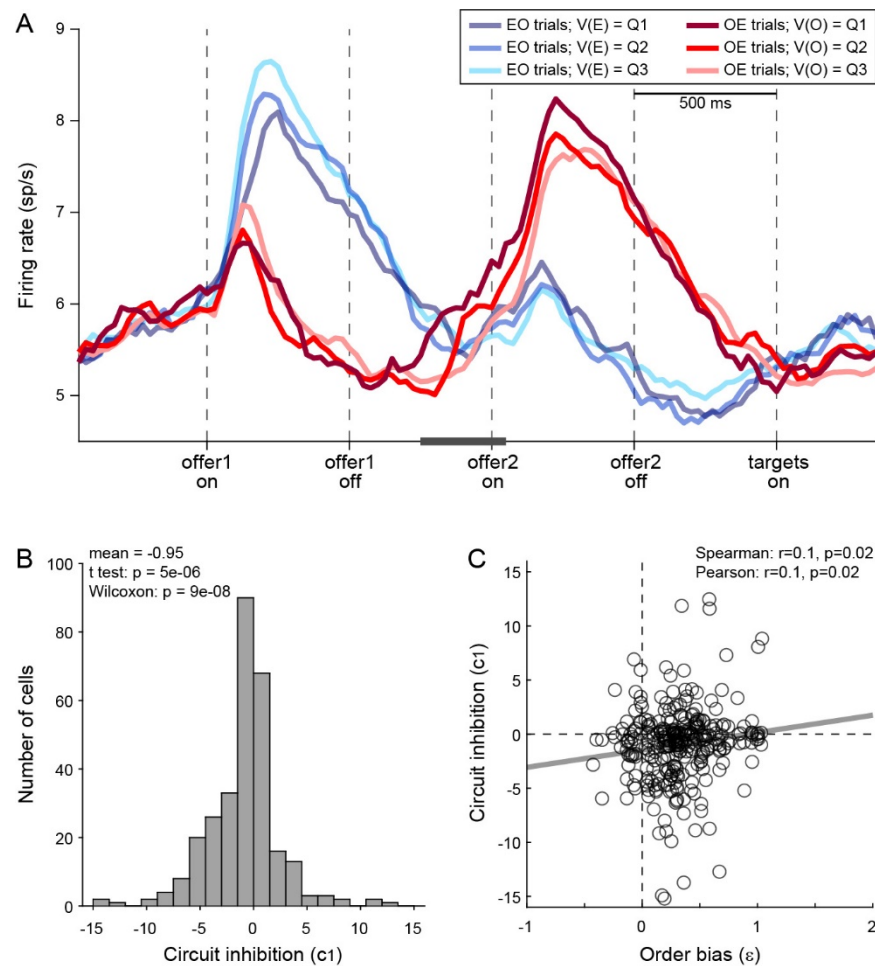 A
EO trials; V(E) = Q1
EO trials; V(E) = Q2
EO trials; V(E) = Q3
OE trials; V(O) = Q1
OE trials; V(O) = Q2
OE trials; V(O) = Q3
500 ms
Firing rate (sp/s)
9
8
7
6
5
offer1 on
offer1 off
offer2 on
offer2 off
targets on
B
mean = -0.95
t test: p = 5e-06
Wilcoxon: p = 9e-08
Number of cells
100
80
60
40
20
0
-15 -10 -5 0 5 10 15
Circuit inhibition (c1)
C
Spearman: r=0.1, p=0.02
Pearson: r=0.1, p=0.02
Circuit inhibition (c1)
15
10
5
0
-5
-10
-15
-1 0 1 2
Order bias (ε)